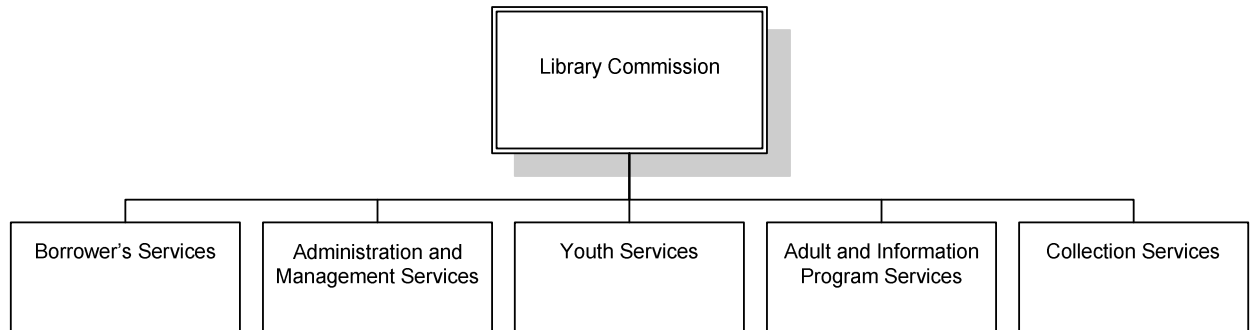 Library Commission
Borrower's Services
Administration and
Management Services
Youth Services
Adult and Information
Program Services
Collection Services